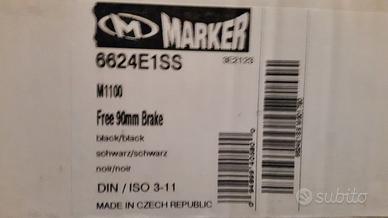 MARKER
6624E1SS
3E2123
M1100
Free 90mm Brake
black/black
schwarz/schwarz
noir/noir
DIN / ISO 3-11
MADE IN CZECH REPUBLIC
subito